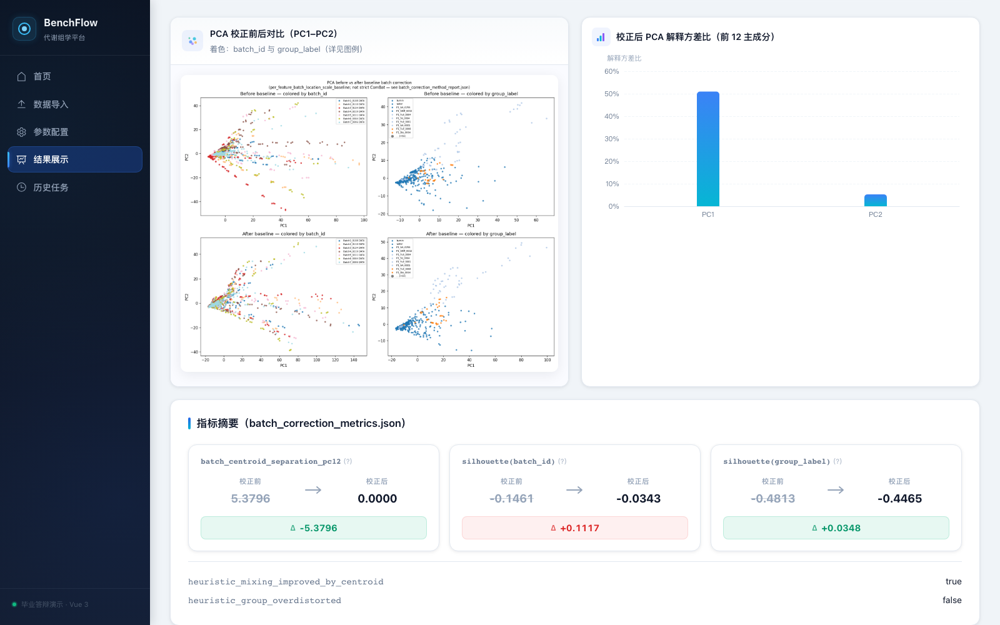 BenchFlow
代谢组学平台
首页
数据导入
参数配置
结果展示
历史任务
毕业答辩演示 · Vue 3
PCA 校正前后对比（PC1–PC2）
着色：batch_id 与 group_label（详见图例）
PCA before vs after baseline batch correction
(per_feature_batch_location_scale_baseline; not strict ComBat — see batch_correction_method_report.json)
Before baseline — colored by batch_id
40
20
0
−20
−40
PC2
0 20 40 60 80 100
PC1
Before baseline — colored by group_label
40
30
20
10
0
−10
−20
PC2
−10 0 10 20 30 40 50 60
PC1
After baseline — colored by batch_id
40
20
0
−20
−40
PC2
−20 0 20 40 60 80 100 120 140
PC1
After baseline — colored by group_label
50
40
30
20
10
0
−10
PC2
−20 0 20 40 60 80 100
PC1
校正后 PCA 解释方差比（前 12 主成分）
解释方差比
60%
50%
40%
30%
20%
10%
0%
PC1 PC2
指标摘要（batch_correction_metrics.json）
batch_centroid_separation_pc12 (?)
校正前 校正后
5.3796 0.0000
Δ -5.3796
silhouette(batch_id) (?)
校正前 校正后
-0.1461 -0.0343
Δ +0.1117
silhouette(group_label) (?)
校正前 校正后
-0.4813 -0.4465
Δ +0.0348
heuristic_mixing_improved_by_centroid true
heuristic_group_overdistorted false